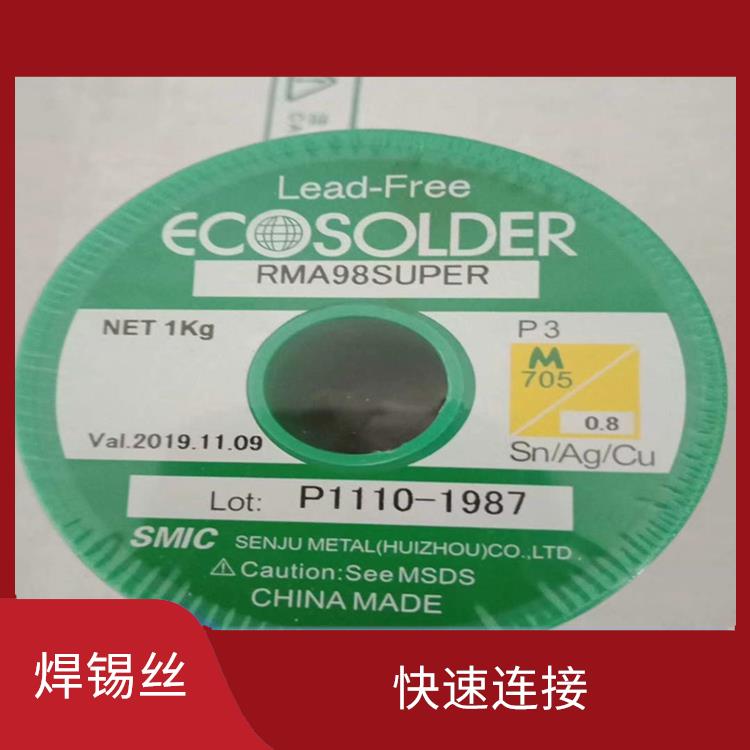 Lead-Free
ECOSOLDER
RMA98SUPER
NET 1Kg
P3
M
705
0.8
Val.2019.11.09
Sn/Ag/Cu
Lot: P1110-1987
SMIC SENJU METAL(HUIZHOU)CO.,LTD.
⚠Caution:See MSDS
CHINA MADE
焊锡丝
快速连接